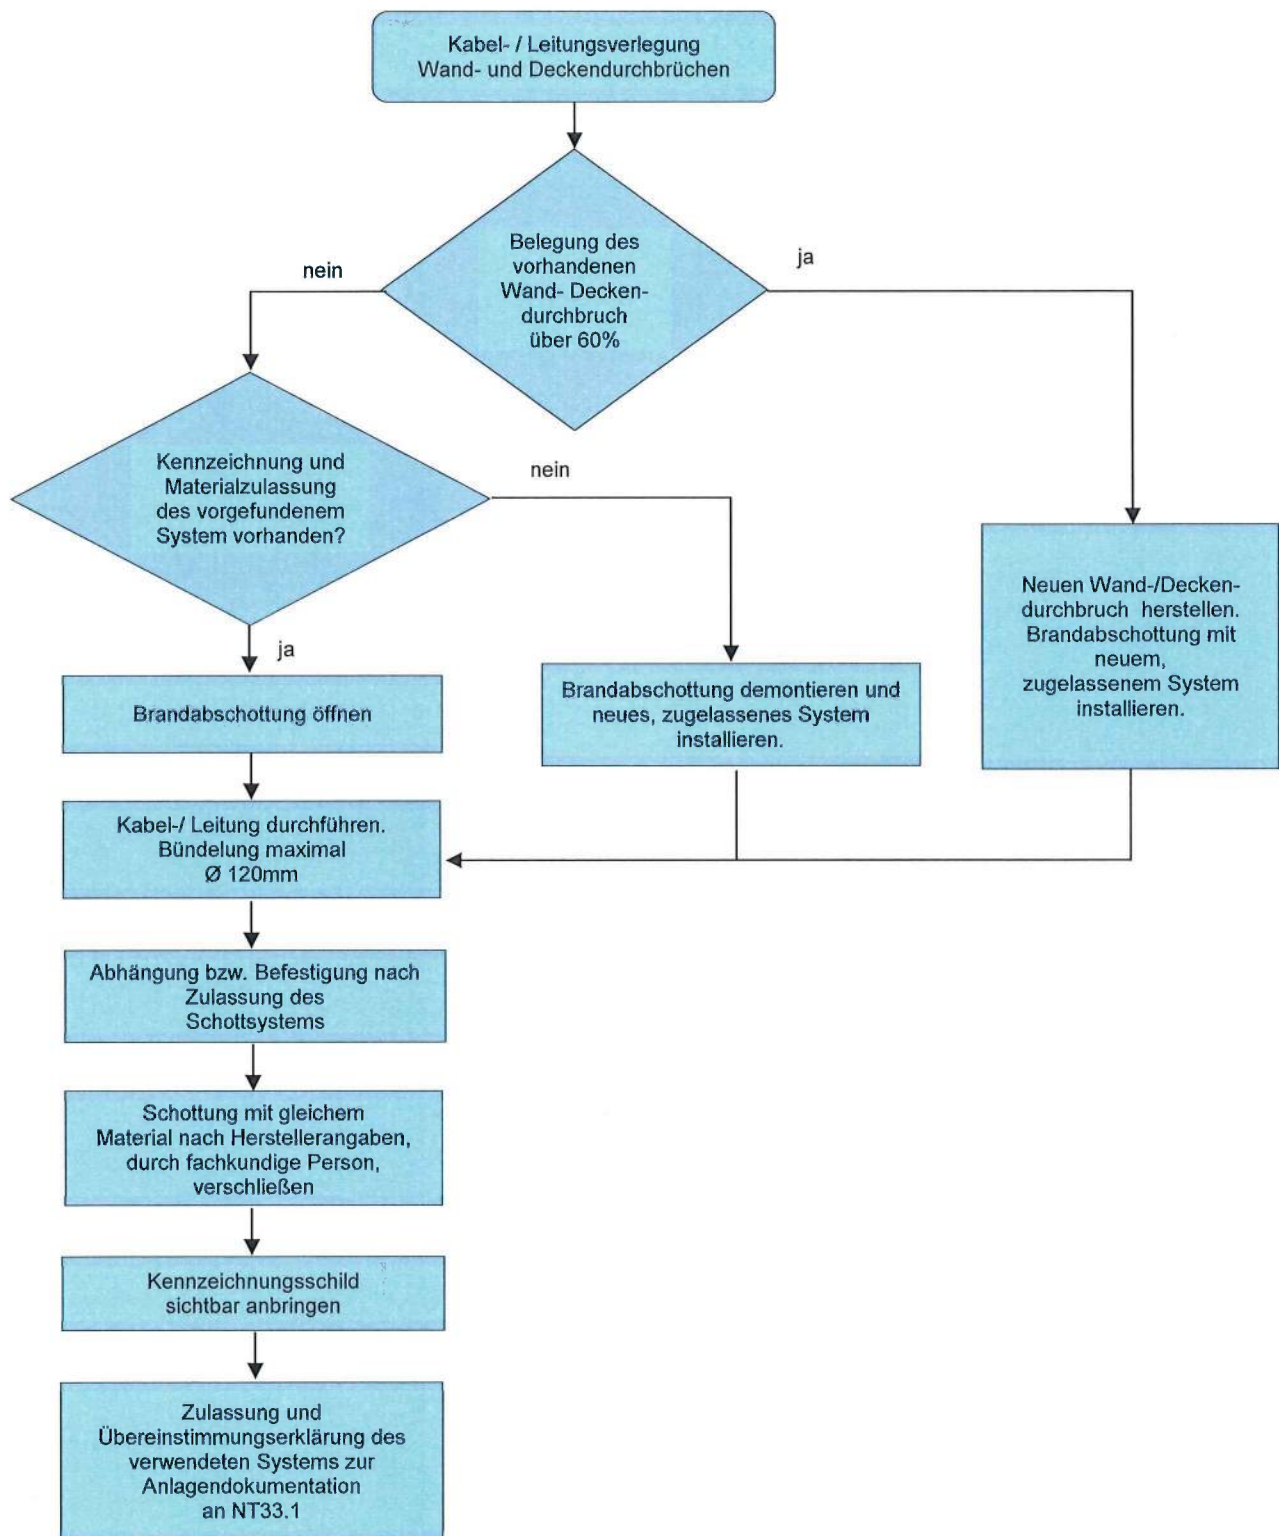 Kabel- / Leitungsverlegung
Wand- und Deckendurchbrüchen
Belegung des
vorhandenen
Wand- Decken-
durchbruch
über 60%
nein
ja
Kennzeichnung und
Materialzulassung
des vorgefundenem
System vorhanden?
nein
ja
Neuen Wand-/Decken-
durchbruch herstellen.
Brandabschottung mit
neuem,
zugelassenem System
installieren.
Brandabschottung demontieren und
neues, zugelassenes System
installieren.
Brandabschottung öffnen
Kabel-/ Leitung durchführen.
Bündelung maximal
Ø 120mm
Abhängung bzw. Befestigung nach
Zulassung des
Schottsystems
Schottung mit gleichem
Material nach Herstellerangaben,
durch fachkundige Person,
verschließen
Kennzeichnungsschild
sichtbar anbringen
Zulassung und
Übereinstimmungserklärung des
verwendeten Systems zur
Anlagendokumentation
an NT33.1